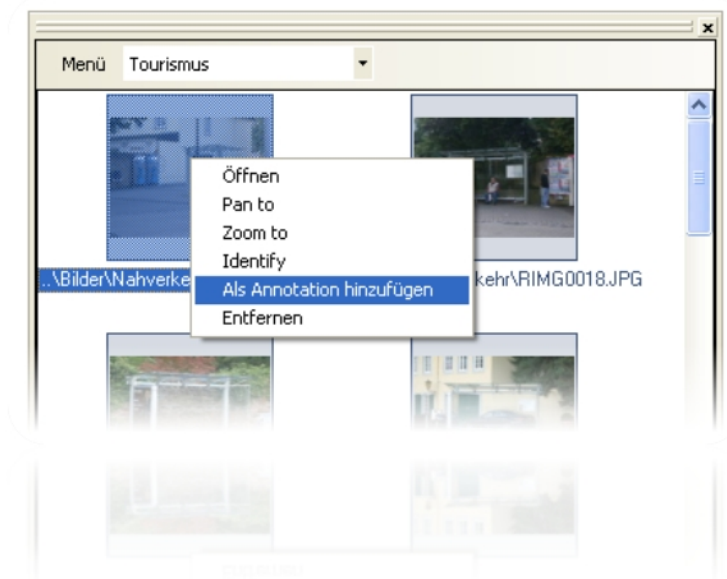 Menü Tourismus
Öffnen
Pan to
Zoom to
Identify
..\Bilder\Nahverke kehr\RIMG0018.JPG
Als Annotation hinzufügen
Entfernen